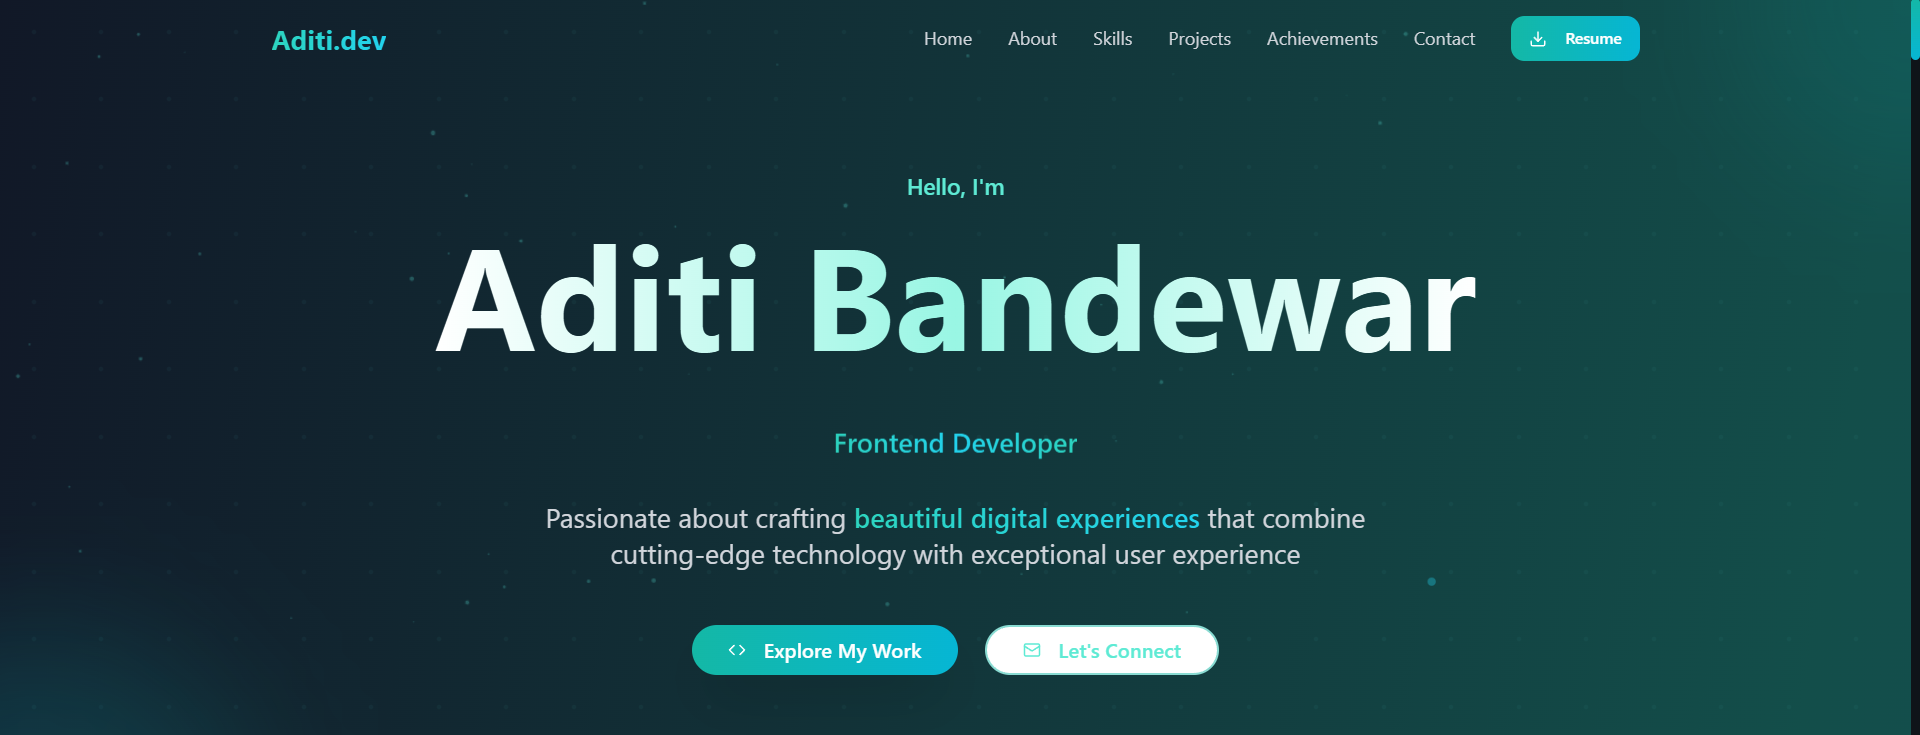 Aditi.dev
Home About Skills Projects Achievements Contact Resume
Hello, I'm
Aditi Bandewar
Frontend Developer
Passionate about crafting beautiful digital experiences that combine
cutting-edge technology with exceptional user experience
Explore My Work
Let's Connect